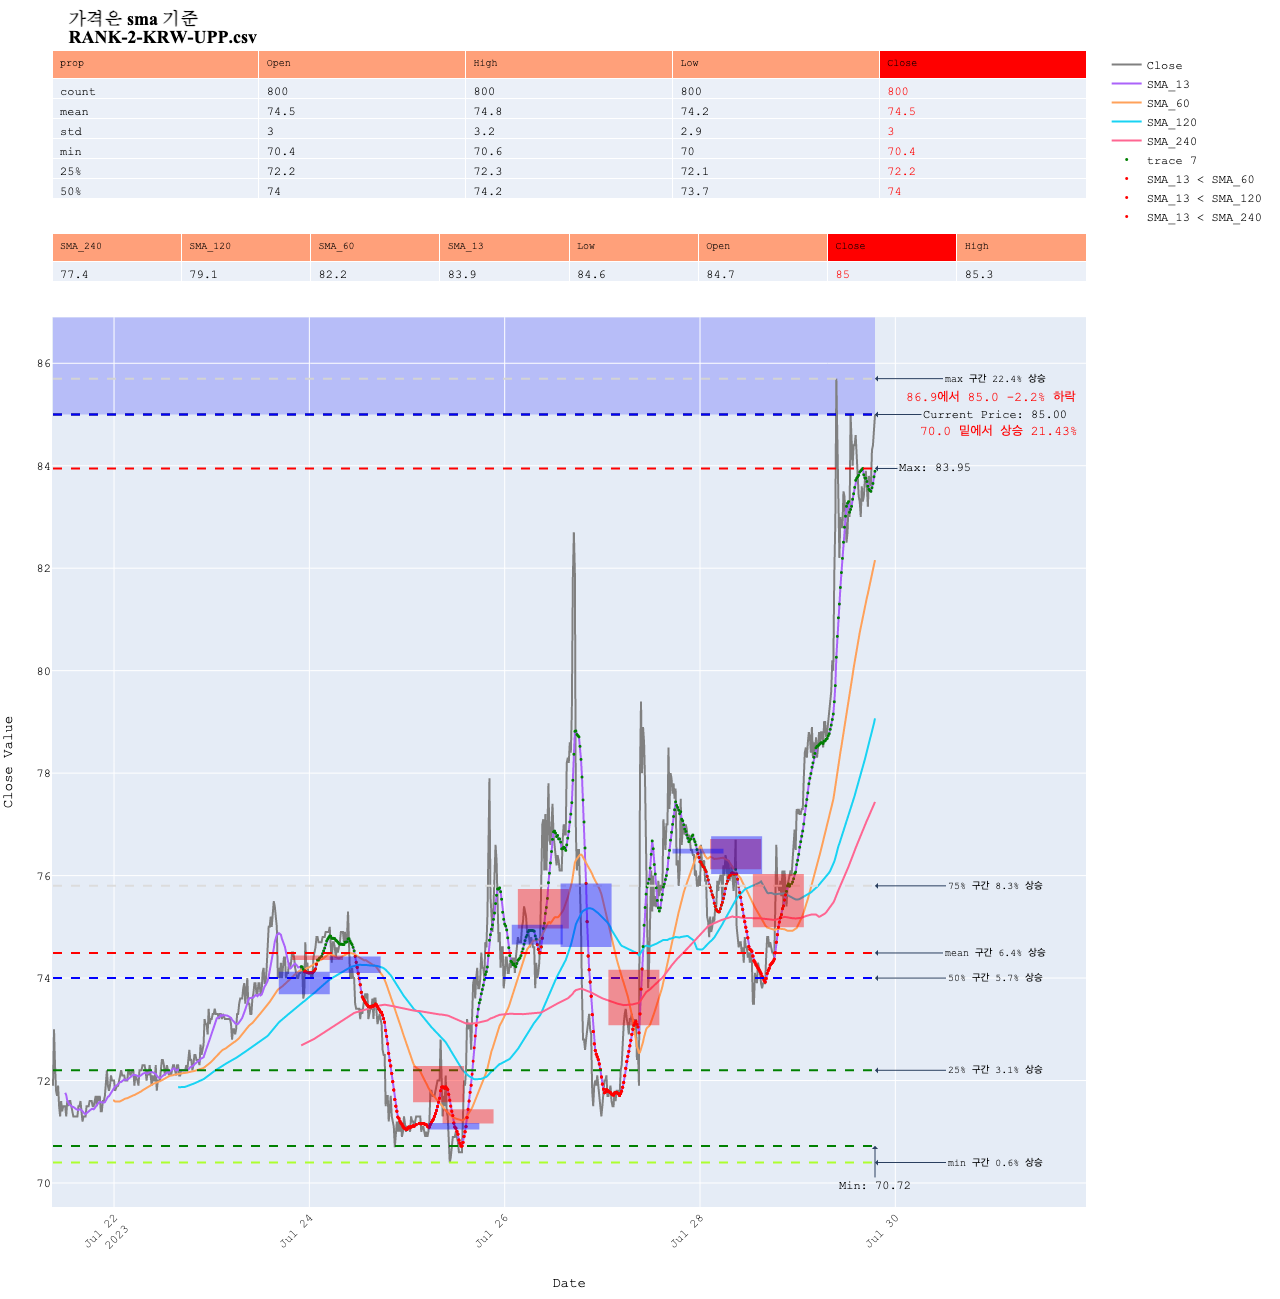 가격은 sma 기준
RANK-2-KRW-UPP.csv
prop Open High Low Close
count 800 800 800 800
mean 74.5 74.8 74.2 74.5
std 3 3.2 2.9 3
min 70.4 70.6 70 70.4
25% 72.2 72.3 72.1 72.2
50% 74 74.2 73.7 74
SMA_240 SMA_120 SMA_60 SMA_13 Low Open Close High
77.4 79.1 82.2 83.9 84.6 84.7 85 85.3
Close
SMA_13
SMA_60
SMA_120
SMA_240
trace 7
SMA_13 < SMA_60
SMA_13 < SMA_120
SMA_13 < SMA_240
86
84
82
80
78
76
74
72
70
Close Value
max 구간 22.4% 상승
86.9에서 85.0 -2.2% 하락
Current Price: 85.00
70.0 밑에서 상승 21.43%
Max: 83.95
75% 구간 8.3% 상승
mean 구간 6.4% 상승
50% 구간 5.7% 상승
25% 구간 3.1% 상승
min 구간 0.6% 상승
Min: 70.72
Jul 22
2023
Jul 24
Jul 26
Jul 28
Jul 30
Date